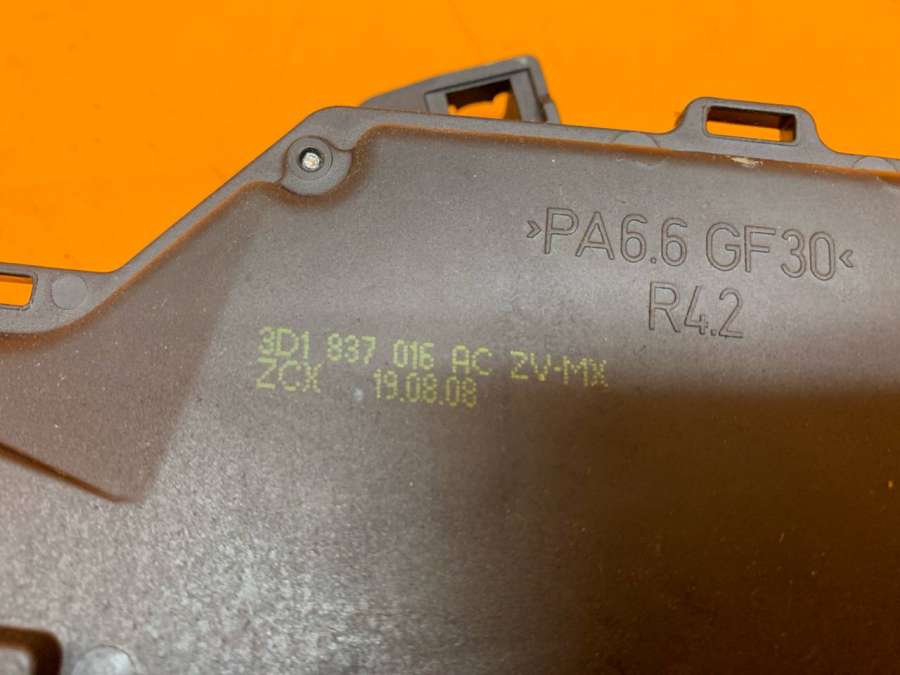 ›PA6.6 GF30‹
R4.2
3D1 837 016 AC ZV-MX
ZCX 19.08.08